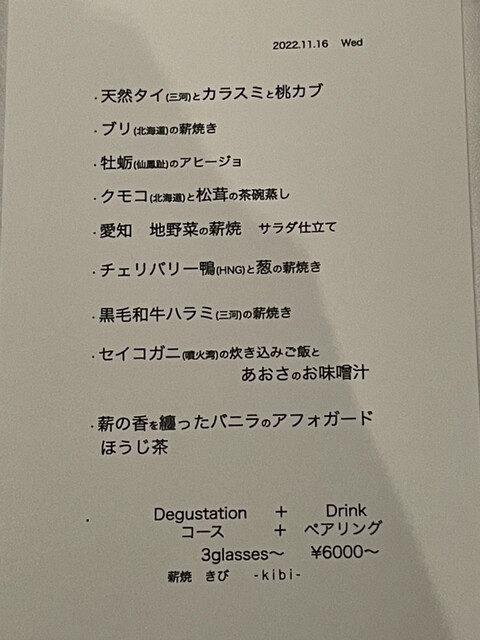 2022.11.16 Wed
・天然タイ(三河)とカラスミと桃カブ
・ブリ(北海道)の薪焼き
・牡蛎(仙鳳趾)のアヒージョ
・クモコ(北海道)と松茸の茶碗蒸し
・愛知 地野菜の薪焼 サラダ仕立て
・チェリバリー鴨(HNG)と葱の薪焼き
・黒毛和牛ハラミ(三河)の薪焼き
・セイコガニ(噴火湾)の炊き込みご飯と
あおさのお味噌汁
・薪の香を纏ったバニラのアフォガード
ほうじ茶
Degustation + Drink
コース + ペアリング
3glasses〜 ¥6000〜
薪焼 きび -kibi-